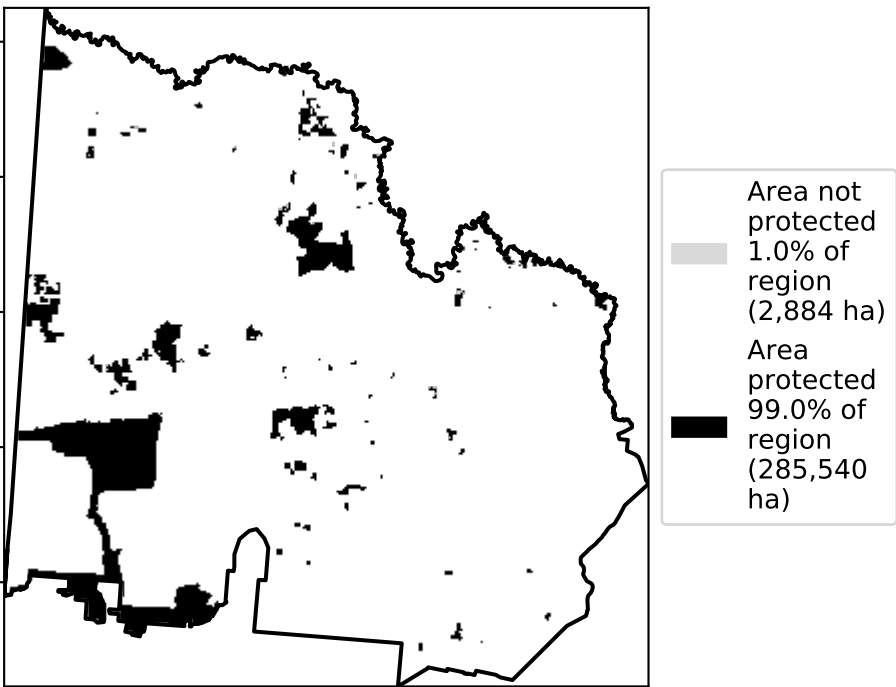 Area not
protected
1.0% of
region
(2,884 ha)
Area
protected
99.0% of
region
(285,540
ha)